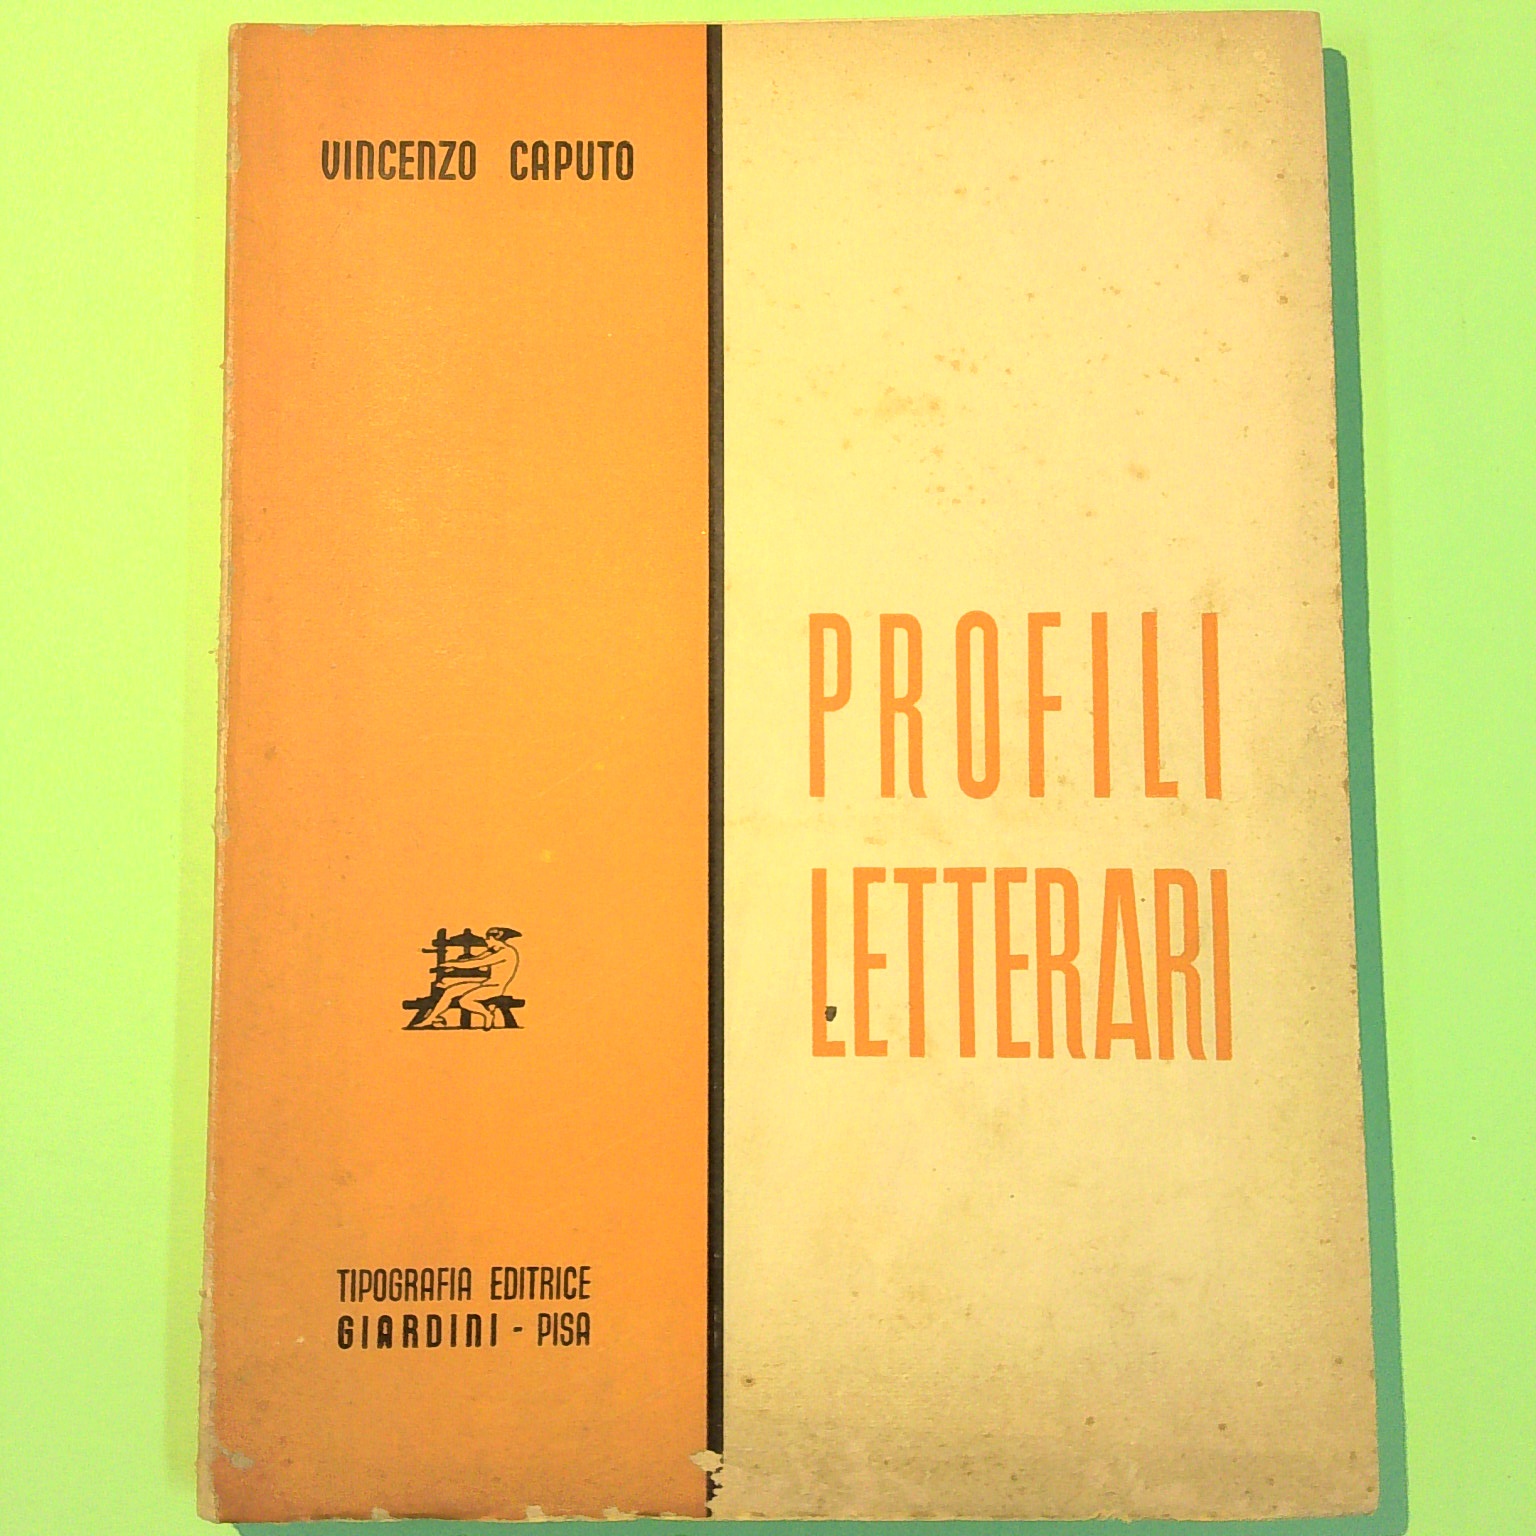 VINCENZO CAPUTO
PROFILI
LETTERARI
TIPOGRAFIA EDITRICE
GIARDINI - PISA